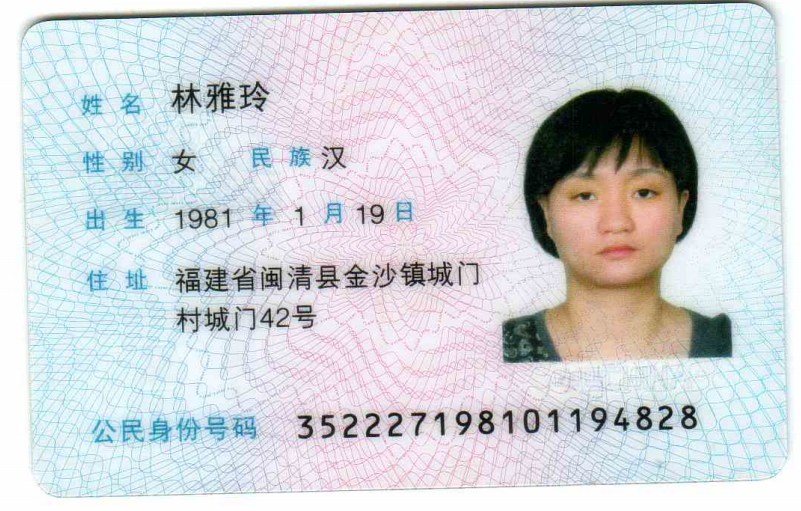 姓名 林雅玲
性别 女 民族 汉
出生 1981 年 1 月 19 日
住址 福建省闽清县金沙镇城门
村城门42号
公民身份号码 352227198101194828